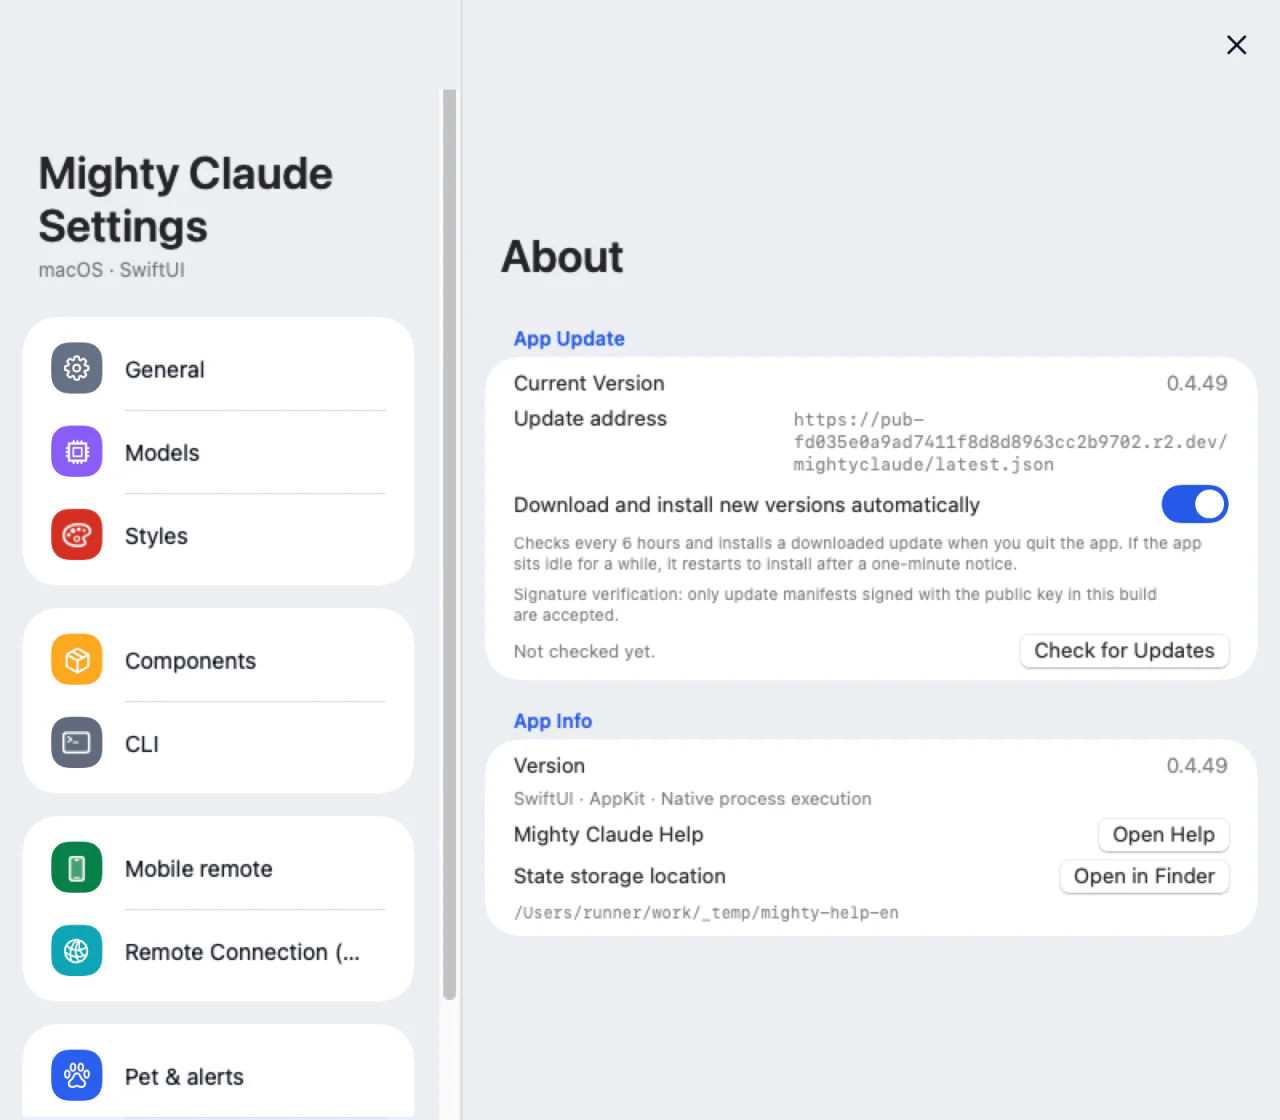 Mighty Claude
Settings
macOS · SwiftUI
General
Models
Styles
Components
CLI
Mobile remote
Remote Connection (...
Pet & alerts
About
App Update
Current Version 0.4.49
Update address https://pub-
fd035e0a9ad7411f8d8d8963cc2b9702.r2.dev/
mightyclaude/latest.json
Download and install new versions automatically
Checks every 6 hours and installs a downloaded update when you quit the app. If the app
sits idle for a while, it restarts to install after a one-minute notice.
Signature verification: only update manifests signed with the public key in this build
are accepted.
Not checked yet. Check for Updates
App Info
Version 0.4.49
SwiftUI · AppKit · Native process execution
Mighty Claude Help Open Help
State storage location Open in Finder
/Users/runner/work/_temp/mighty-help-en